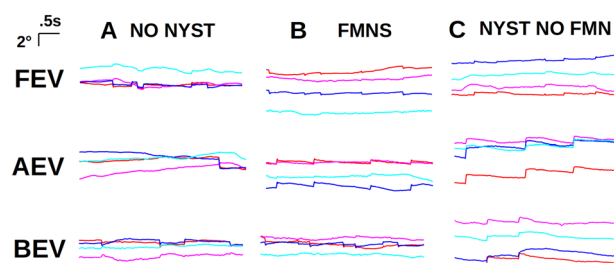 .5s
2°
A NO NYST
B FMNS
C NYST NO FMN
FEV
AEV
BEV